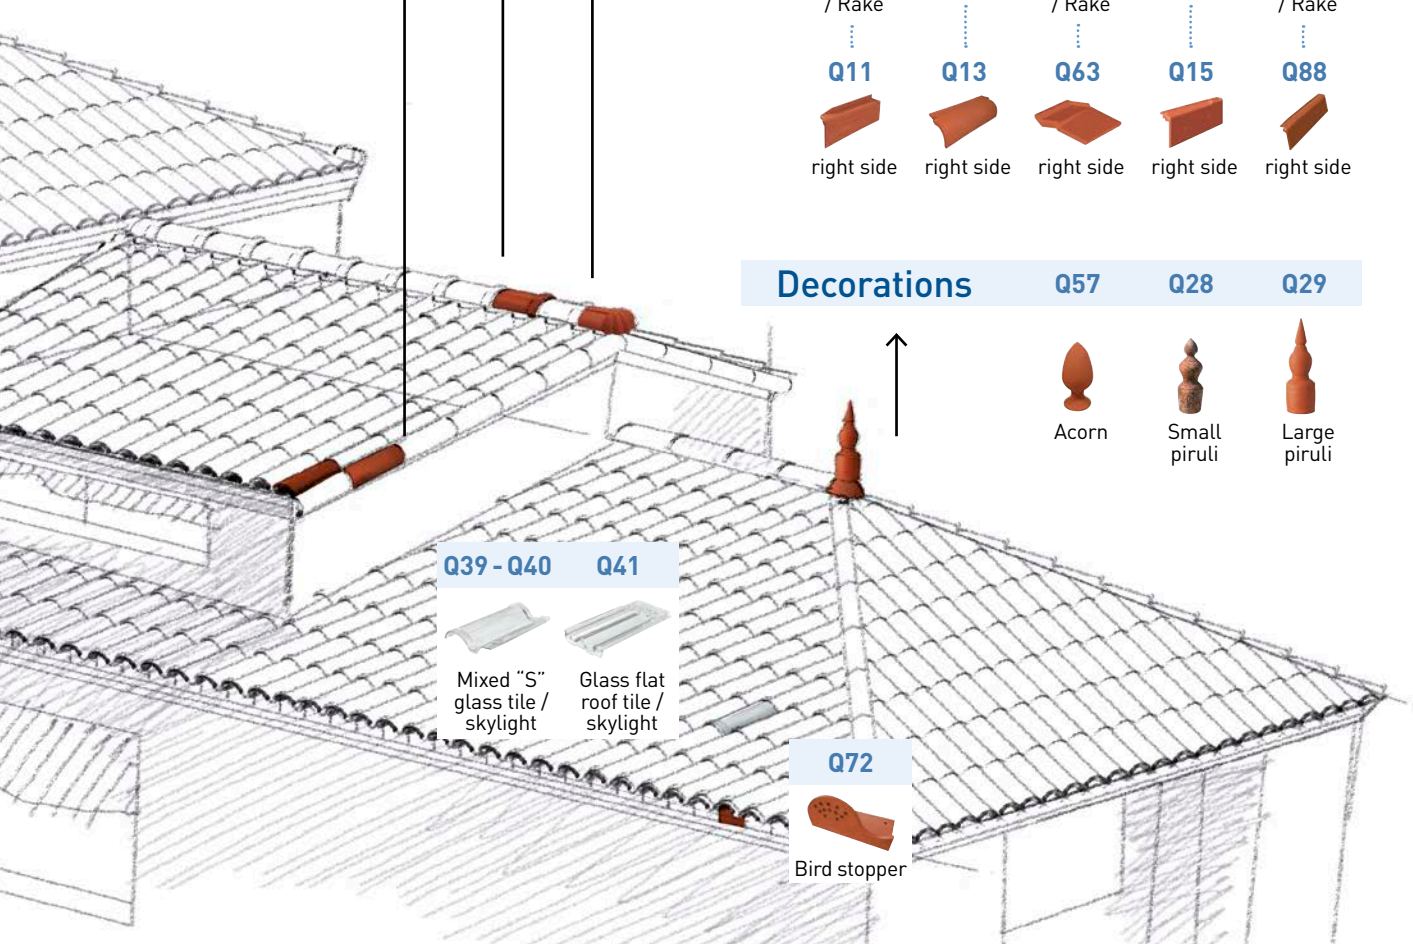 / Rake / Rake / Rake
Q11 Q13 Q63 Q15 Q88
right side right side right side right side right side
Decorations Q57 Q28 Q29
Acorn Small Large
piruli piruli
Q39 - Q40 Q41
Mixed “S” Glass flat
glass tile / roof tile /
skylight skylight
Q72
Bird stopper